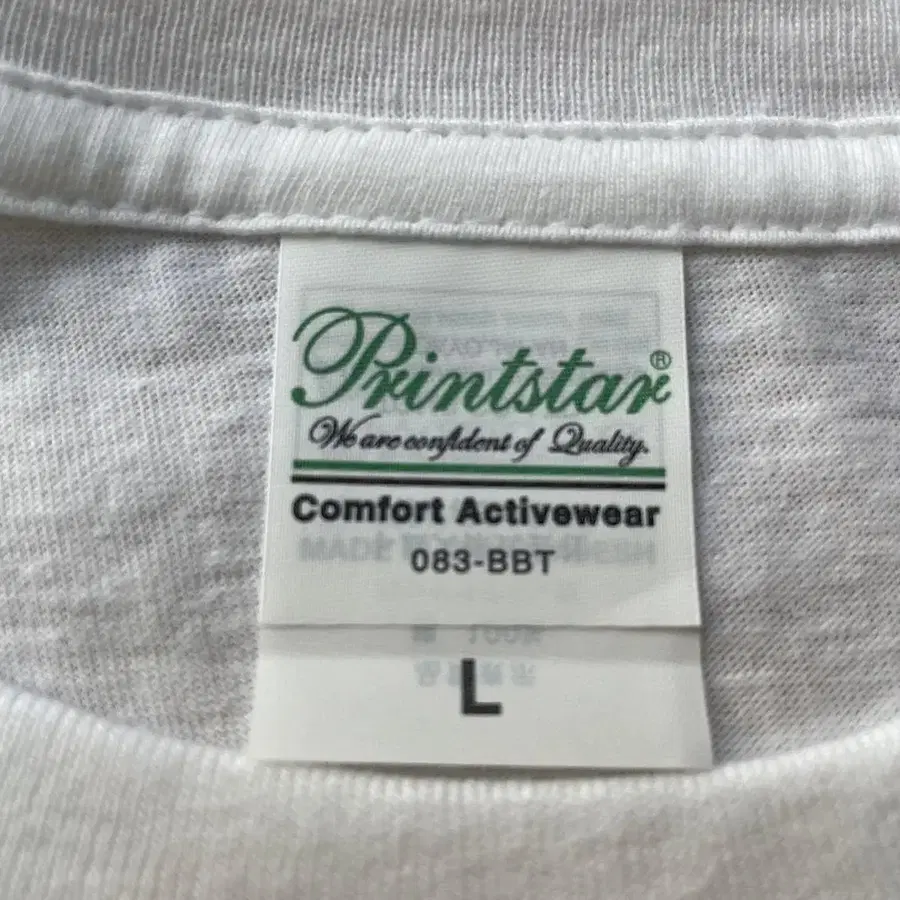 Printstar®
We are confident of Quality.
Comfort Activewear
083-BBT
L